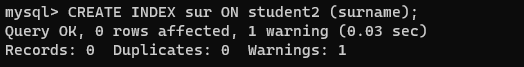 mysql> CREATE INDEX sur ON student2 (surname);
Query OK, 0 rows affected, 1 warning (0.03 sec)
Records: 0  Duplicates: 0  Warnings: 1